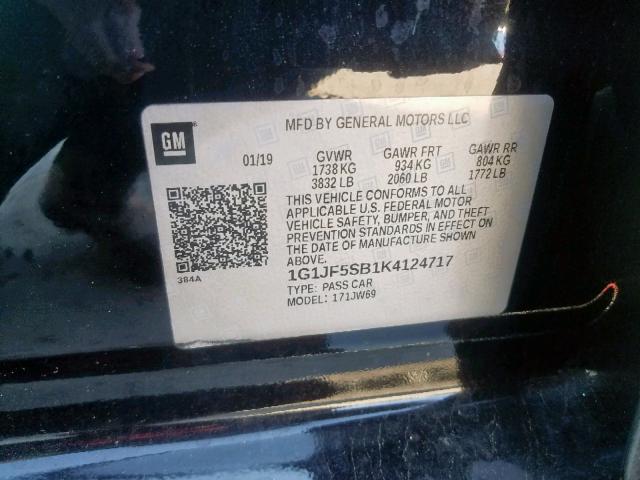 GM
MFD BY GENERAL MOTORS LLC
01/19 GVWR GAWR FRT GAWR RR
1738 KG 934 KG 804 KG
3832 LB 2060 LB 1772 LB
THIS VEHICLE CONFORMS TO ALL
APPLICABLE U.S. FEDERAL MOTOR
VEHICLE SAFETY, BUMPER, AND THEFT
PREVENTION STANDARDS IN EFFECT ON
THE DATE OF MANUFACTURE SHOWN
ABOVE.
384A
1G1JF5SB1K4124717
TYPE: PASS CAR
MODEL: 171JW69